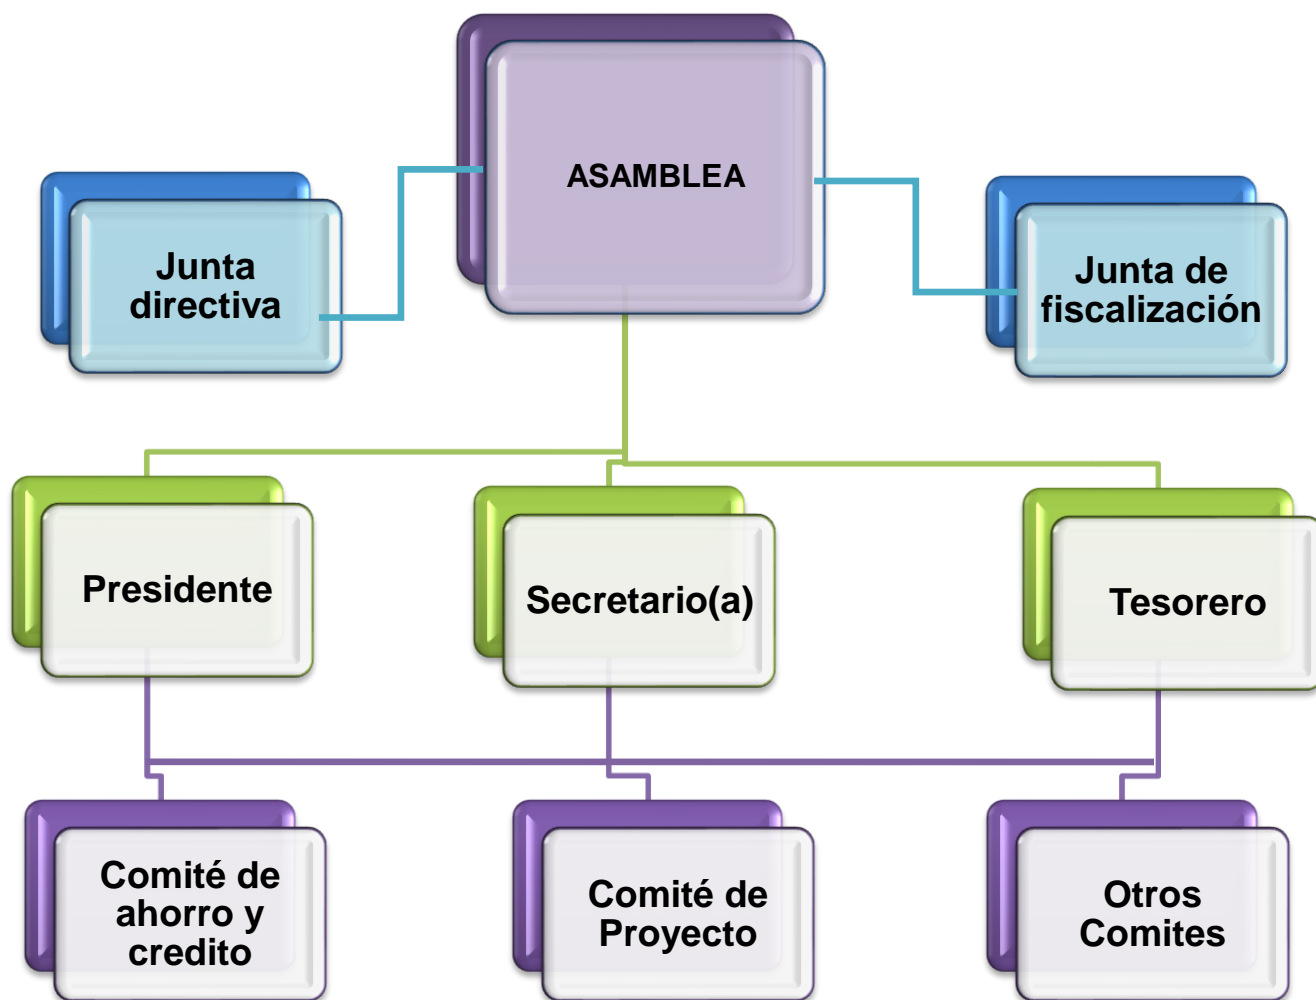 ASAMBLEA
Junta
directiva
Junta de
fiscalización
Presidente
Secretario(a)
Tesorero
Comité de
ahorro y
credito
Comité de
Proyecto
Otros
Comites